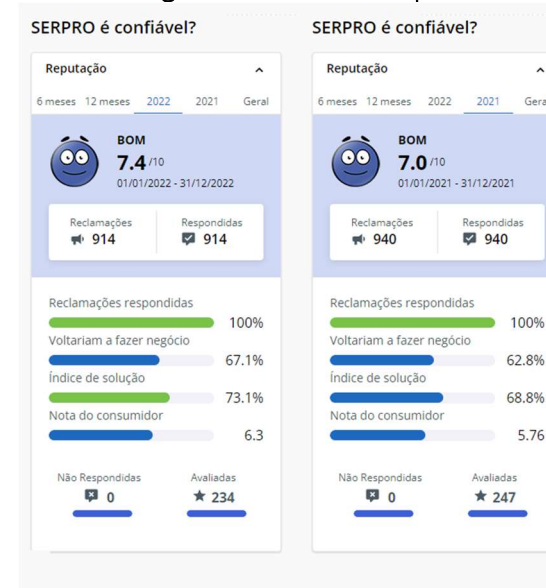 SERPRO é confiável?
Reputação
6 meses 12 meses 2022 2021 Geral
BOM
7.4 /10
01/01/2022 - 31/12/2022
Reclamações Respondidas
914 914
Reclamações respondidas
100%
Voltariam a fazer negócio
67.1%
Índice de solução
73.1%
Nota do consumidor
6.3
Não Respondidas Avaliadas
0 234
SERPRO é confiável?
Reputação
6 meses 12 meses 2022 2021 Gera
BOM
7.0 /10
01/01/2021 - 31/12/2021
Reclamações Respondidas
940 940
Reclamações respondidas
100%
Voltariam a fazer negócio
62.8%
Índice de solução
68.8%
Nota do consumidor
5.76
Não Respondidas Avaliadas
0 247